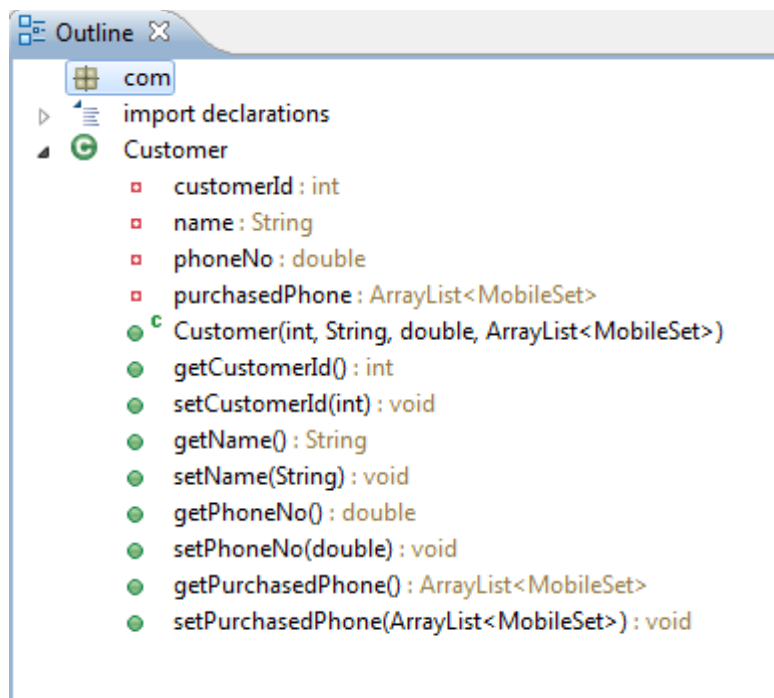 Outline
com
import declarations
Customer
customerId : int
name : String
phoneNo : double
purchasedPhone : ArrayList<MobileSet>
C Customer(int, String, double, ArrayList<MobileSet>)
getCustomerId() : int
setCustomerId(int) : void
getName() : String
setName(String) : void
getPhoneNo() : double
setPhoneNo(double) : void
getPurchasedPhone() : ArrayList<MobileSet>
setPurchasedPhone(ArrayList<MobileSet>) : void